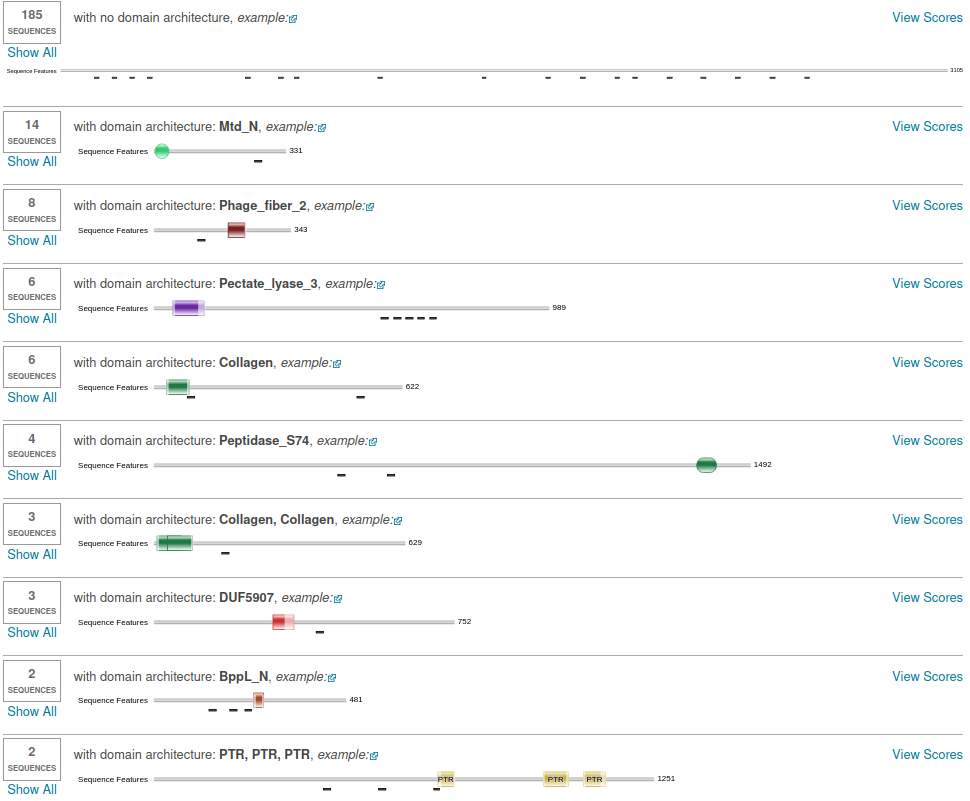 185
SEQUENCES
Show All
with no domain architecture, example:
View Scores
Sequence Features
3105
14
SEQUENCES
Show All
with domain architecture: Mtd_N, example:
View Scores
Sequence Features
331
8
SEQUENCES
Show All
with domain architecture: Phage_fiber_2, example:
View Scores
Sequence Features
343
6
SEQUENCES
Show All
with domain architecture: Pectate_lyase_3, example:
View Scores
Sequence Features
989
6
SEQUENCES
Show All
with domain architecture: Collagen, example:
View Scores
Sequence Features
622
4
SEQUENCES
Show All
with domain architecture: Peptidase_S74, example:
View Scores
Sequence Features
1492
3
SEQUENCES
Show All
with domain architecture: Collagen, Collagen, example:
View Scores
Sequence Features
629
3
SEQUENCES
Show All
with domain architecture: DUF5907, example:
View Scores
Sequence Features
752
2
SEQUENCES
Show All
with domain architecture: BppL_N, example:
View Scores
Sequence Features
481
2
SEQUENCES
Show All
with domain architecture: PTR, PTR, PTR, example:
View Scores
Sequence Features
PTR PTR PTR
1251